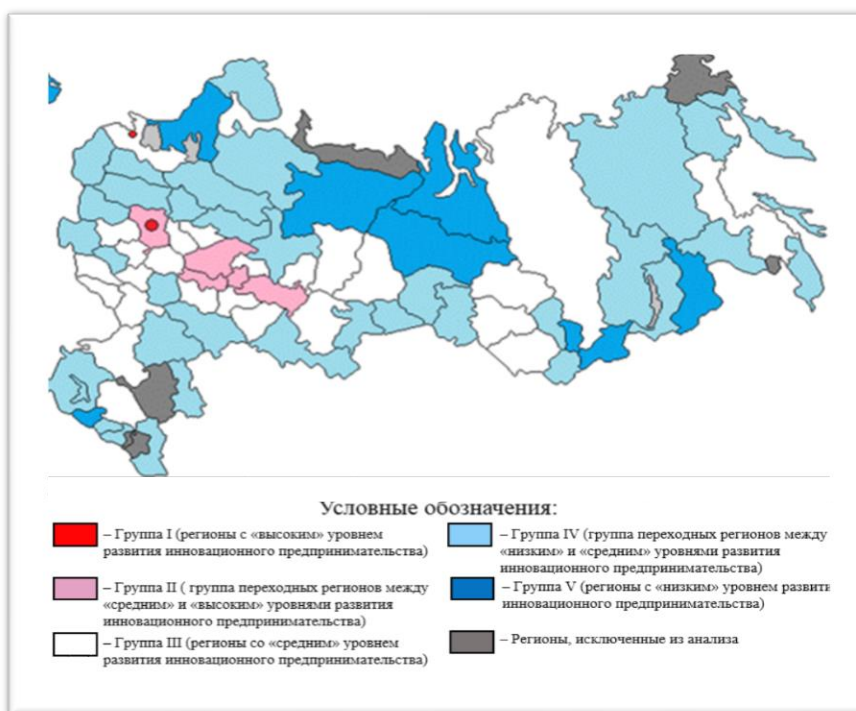 Условные обозначения:
– Группа I (регионы с «высоким» уровнем
развития инновационного предпринимательства)
– Группа II ( группа переходных регионов между
«средним» и «высоким» уровнями развития
инновационного предпринимательства)
– Группа III (регионы со «средним» уровнем
развития инновационного предпринимательства)
– Группа IV (группа переходных регионов между
«низким» и «средним» уровнями развития
инновационного предпринимательства)
– Группа V (регионы с «низким» уровнем развити
инновационного предпринимательства)
– Регионы, исключенные из анализа